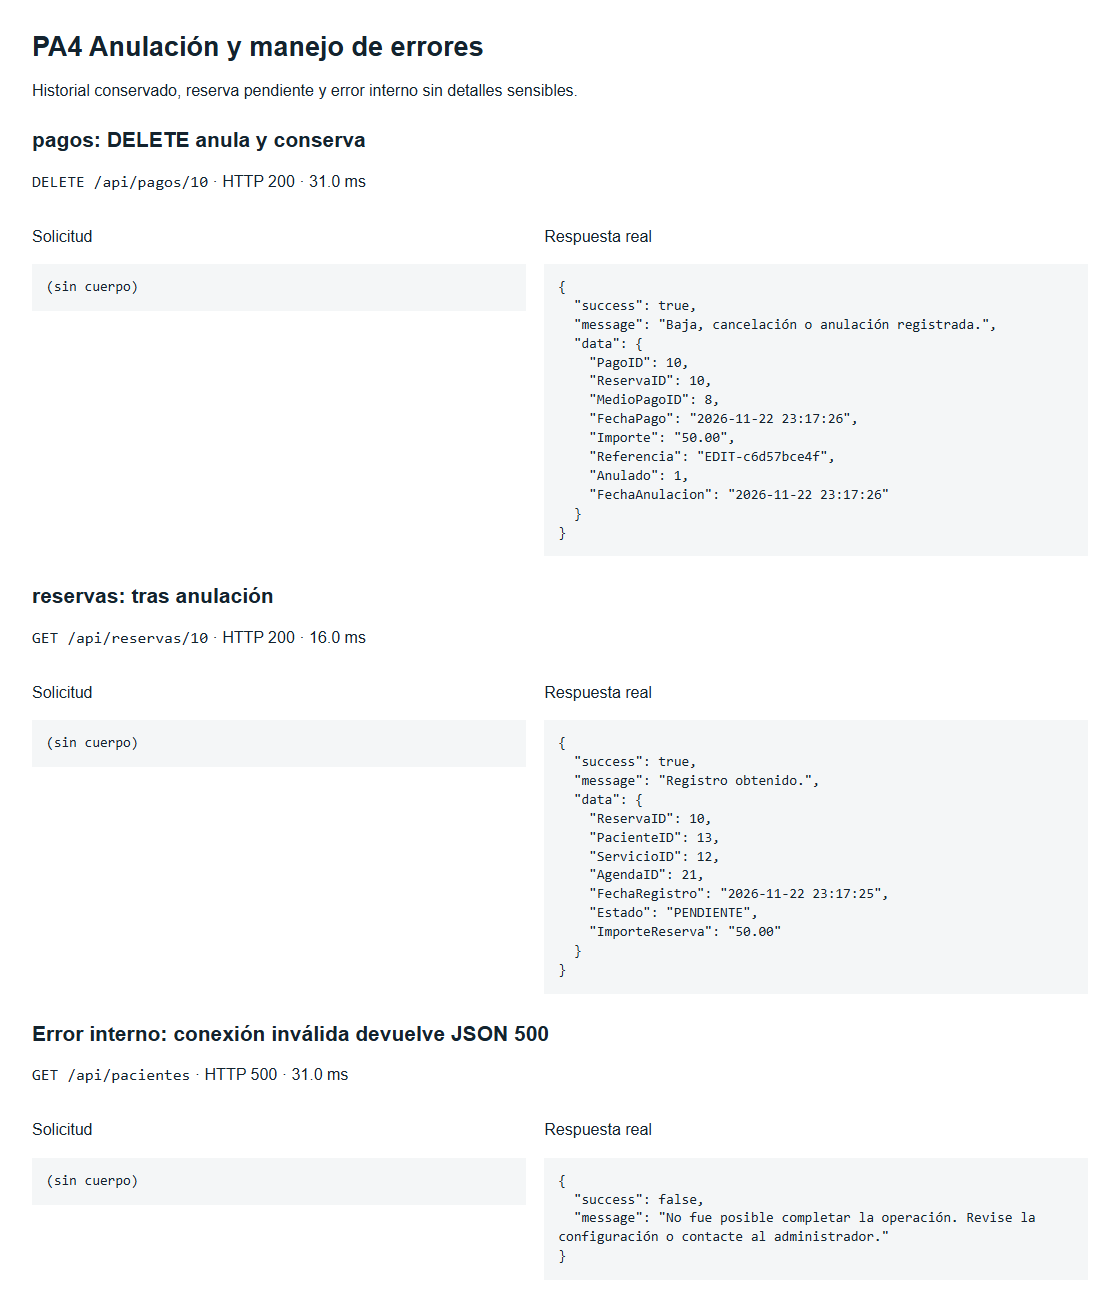 PA4 Anulación y manejo de errores
Historial conservado, reserva pendiente y error interno sin detalles sensibles.
pagos: DELETE anula y conserva
DELETE /api/pagos/10 · HTTP 200 · 31.0 ms
Solicitud
(sin cuerpo)
Respuesta real
{
  "success": true,
  "message": "Baja, cancelación o anulación registrada.",
  "data": {
    "PagoID": 10,
    "ReservaID": 10,
    "MedioPagoID": 8,
    "FechaPago": "2026-11-22 23:17:26",
    "Importe": "50.00",
    "Referencia": "EDIT-c6d57bce4f",
    "Anulado": 1,
    "FechaAnulacion": "2026-11-22 23:17:26"
  }
}
reservas: tras anulación
GET /api/reservas/10 · HTTP 200 · 16.0 ms
Solicitud
(sin cuerpo)
Respuesta real
{
  "success": true,
  "message": "Registro obtenido.",
  "data": {
    "ReservaID": 10,
    "PacienteID": 13,
    "ServicioID": 12,
    "AgendaID": 21,
    "FechaRegistro": "2026-11-22 23:17:25",
    "Estado": "PENDIENTE",
    "ImporteReserva": "50.00"
  }
}
Error interno: conexión inválida devuelve JSON 500
GET /api/pacientes · HTTP 500 · 31.0 ms
Solicitud
(sin cuerpo)
Respuesta real
{
  "success": false,
  "message": "No fue posible completar la operación. Revise la
configuración o contacte al administrador."
}